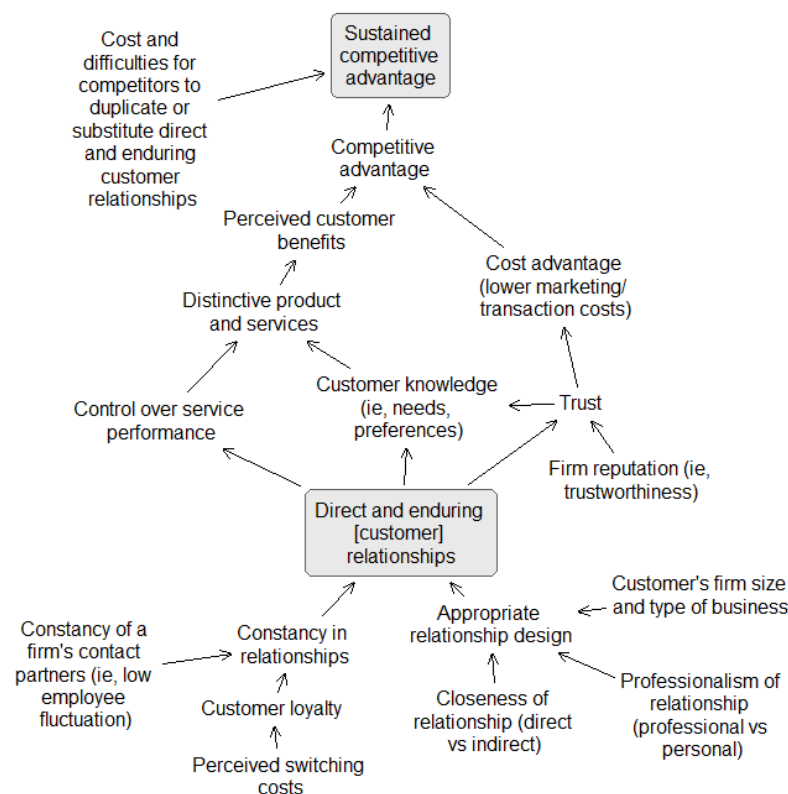 Sustained
competitive
advantage
Cost and
difficulties for
competitors to
duplicate or
substitute direct
and enduring
customer
relationships
Competitive
advantage
Perceived customer
benefits
Cost advantage
(lower marketing/
transaction costs)
Distinctive product
and services
Customer knowledge
(ie, needs,
preferences)
Trust
Control over service
performance
Firm reputation (ie,
trustworthiness)
Direct and enduring
[customer]
relationships
Customer's firm size
and type of business
Appropriate
relationship design
Constancy of a
firm's contact
partners (ie, low
employee
fluctuation)
Constancy in
relationships
Closeness of
relationship (direct
vs indirect)
Professionalism of
relationship
(professional vs
personal)
Customer loyalty
Perceived switching
costs